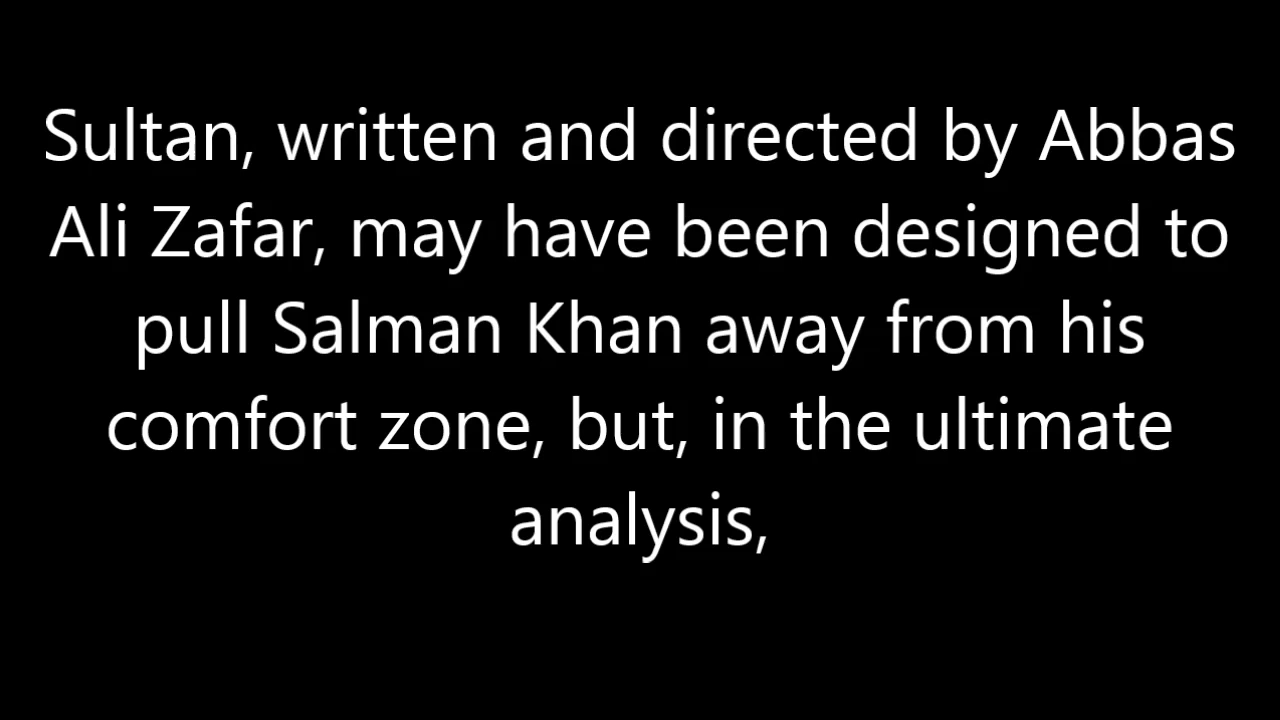 Sultan, written and directed by Abbas
Ali Zafar, may have been designed to
pull Salman Khan away from his
comfort zone, but, in the ultimate
analysis,